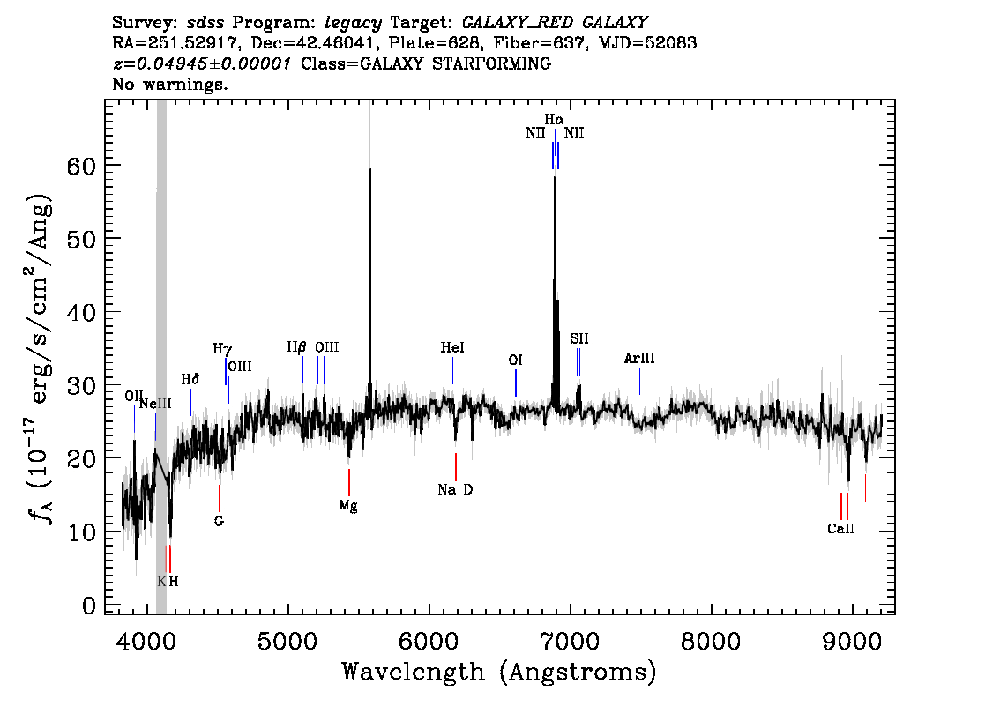 Survey: sdss Program: legacy Target: GALAXY_RED GALAXY
RA=251.52917, Dec=42.46041, Plate=628, Fiber=637, MJD=52083
z=0.04945±0.00001 Class=GALAXY STARFORMING
No warnings.
Hα
NII NII
60
50
40
30
20
10
0
fλ (10⁻¹⁷ erg/s/cm²/Ang)
SII
Hγ
Hβ OIII
HeI
ArIII
OIII
OI
Hδ
OII
NeIII
Na D
Mg
G
CaII
K H
4000 5000 6000 7000 8000 9000
Wavelength (Angstroms)